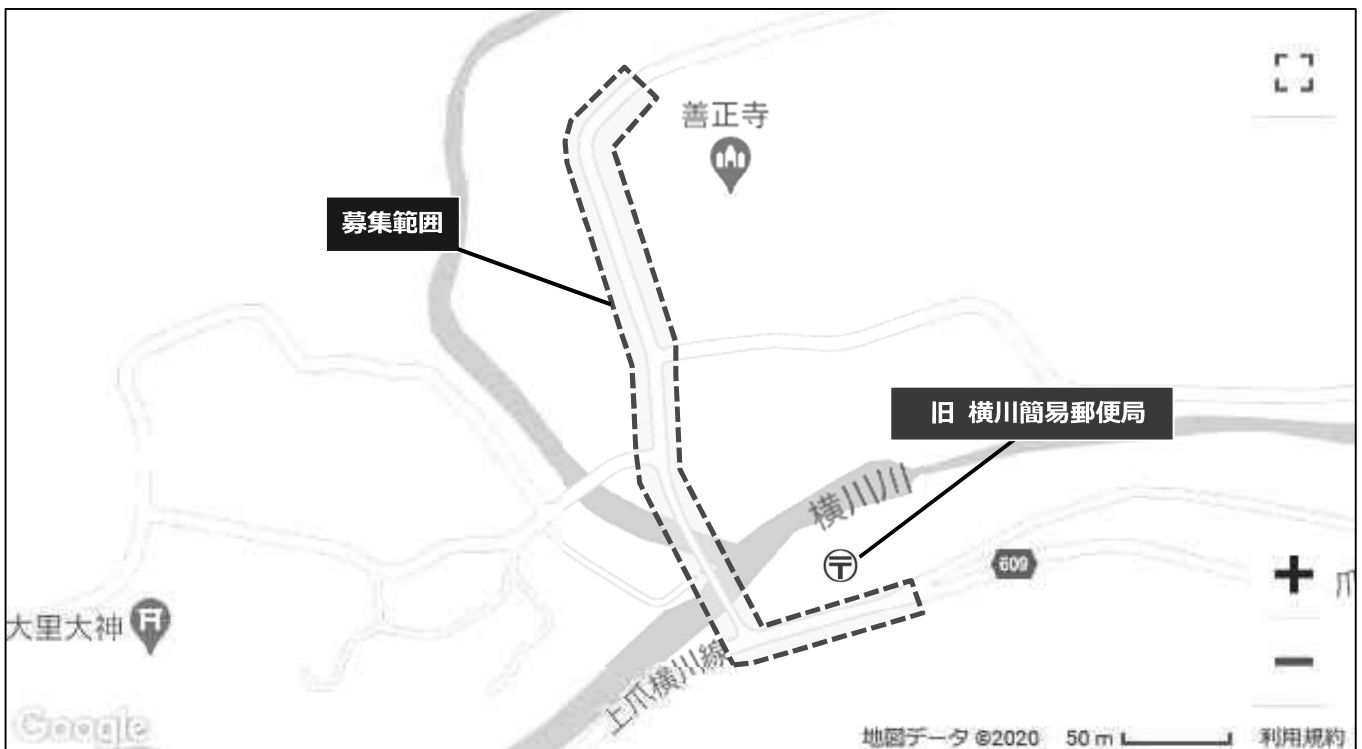 善正寺
募集範囲
旧 横川簡易郵便局
横川川
609
大里大神
爪
上爪横川線
Google
地図データ ©2020 50 m 利用規約